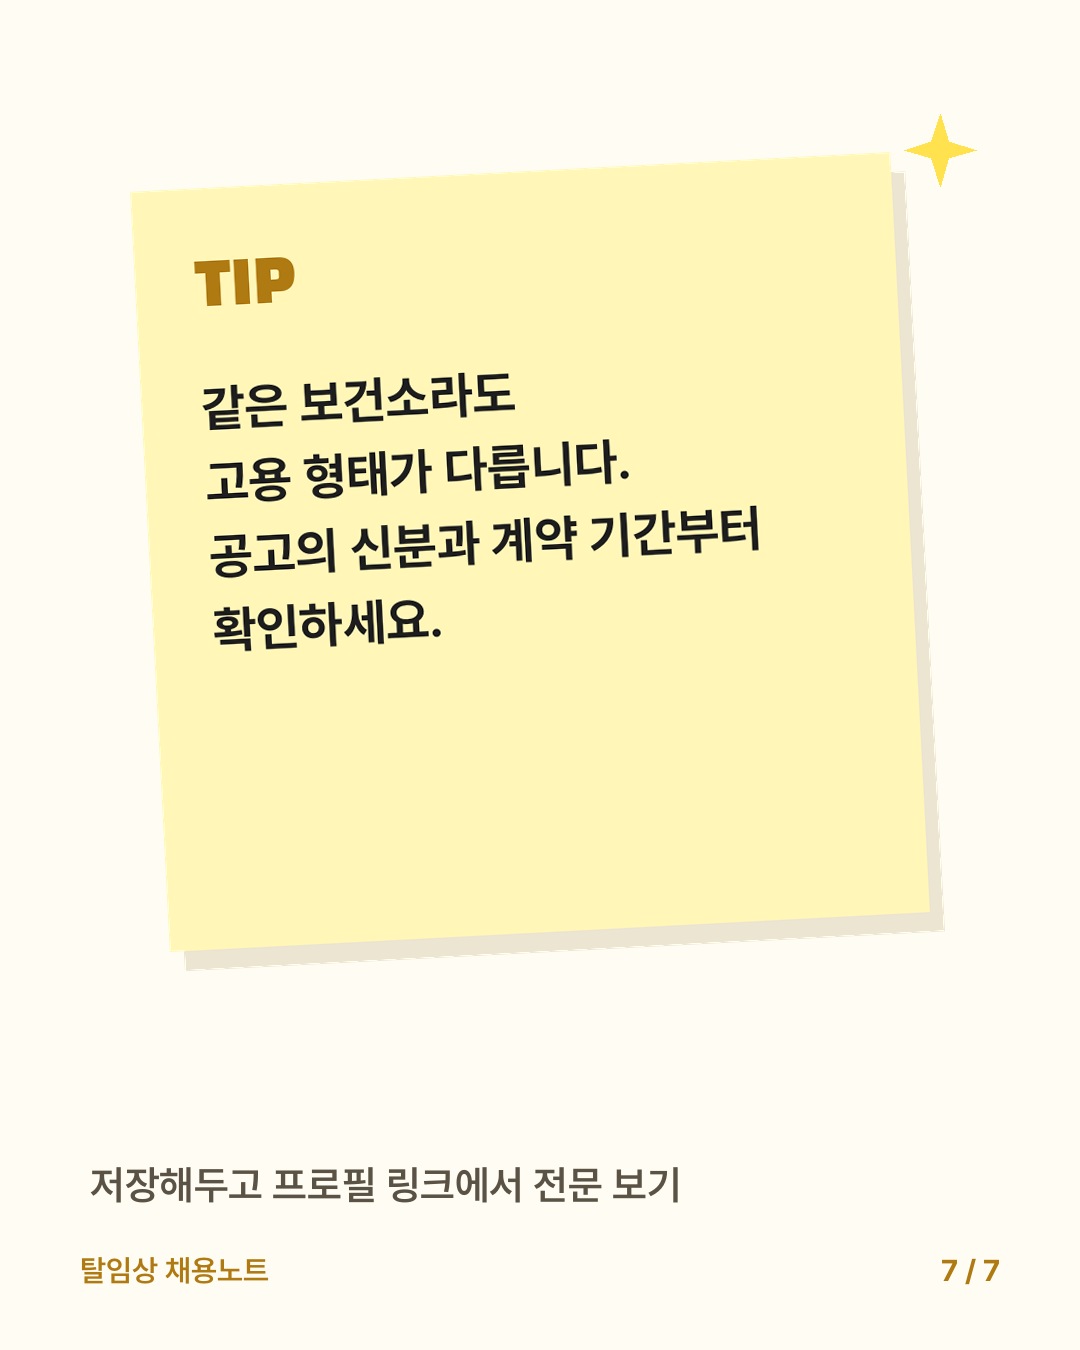 TIP
같은 보건소라도
고용 형태가 다릅니다.
공고의 신분과 계약 기간부터
확인하세요.
저장해두고 프로필 링크에서 전문 보기
탈임상 채용노트
7 / 7